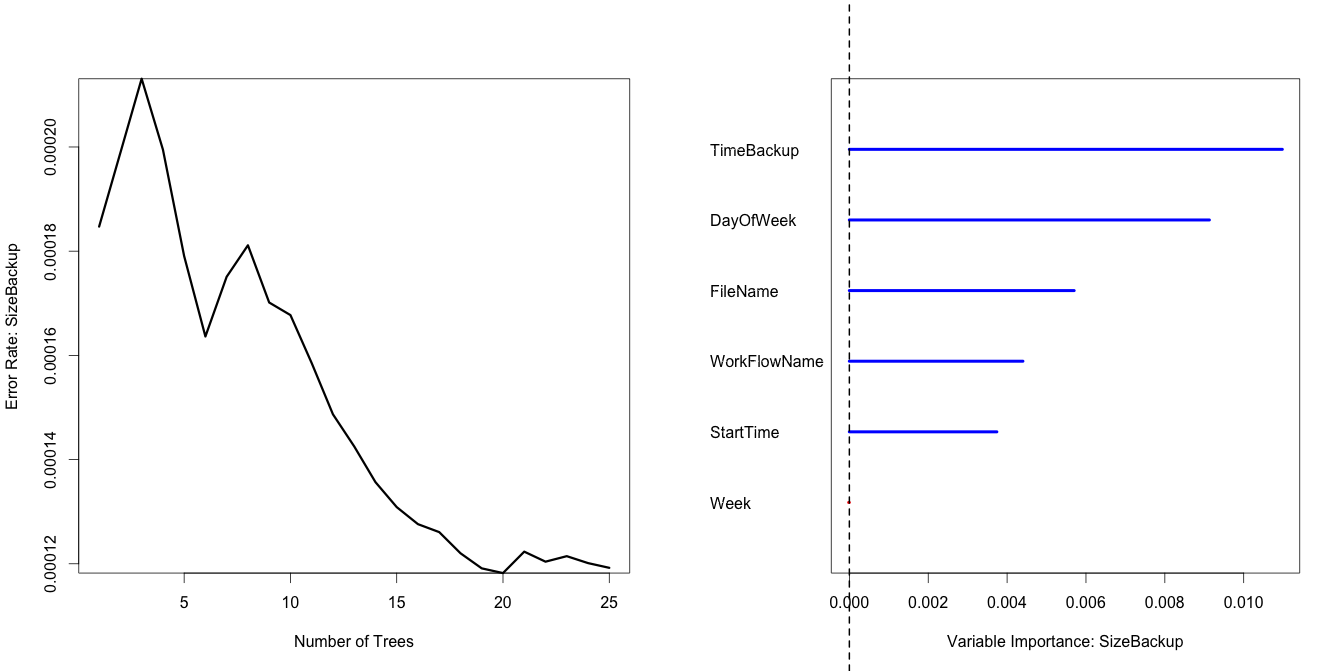 Error Rate: SizeBackup
0.00020
0.00018
0.00016
0.00014
0.00012
5 10 15 20 25
Number of Trees
TimeBackup
DayOfWeek
FileName
WorkFlowName
StartTime
Week
0.000 0.002 0.004 0.006 0.008 0.010
Variable Importance: SizeBackup